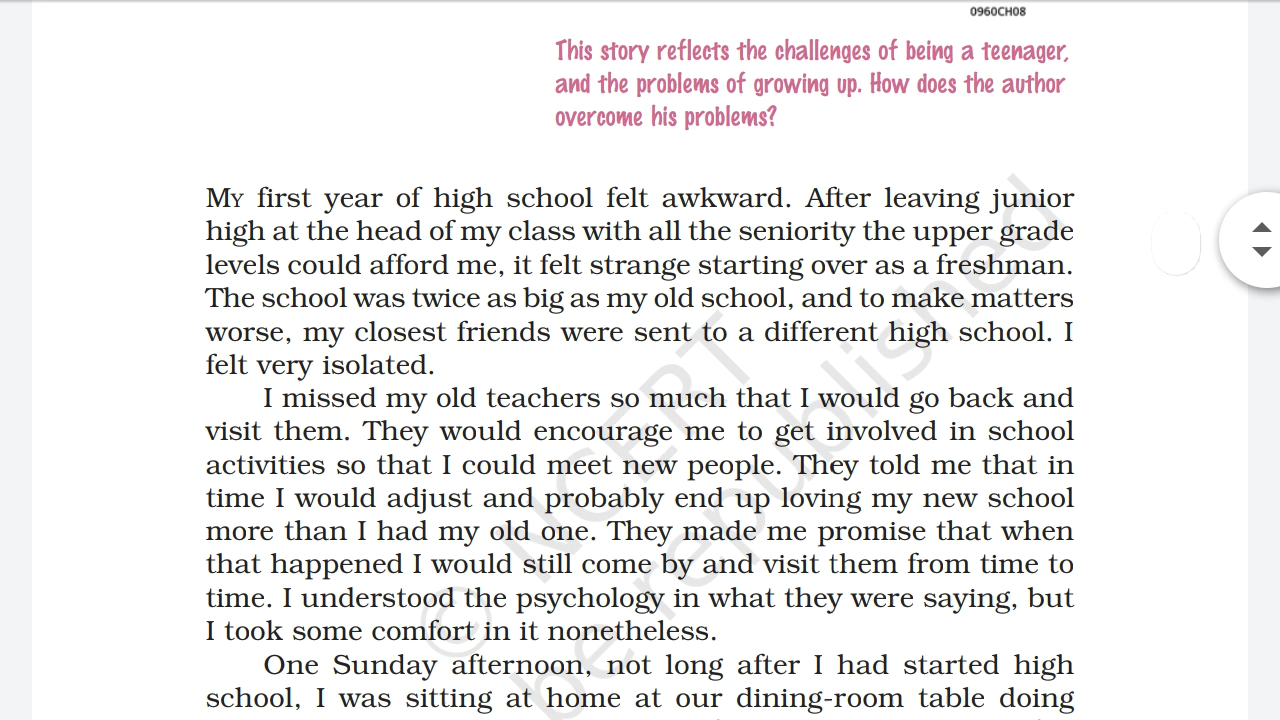 0960CH08
This story reflects the challenges of being a teenager,
and the problems of growing up. How does the author
overcome his problems?
MY first year of high school felt awkward. After leaving junior
high at the head of my class with all the seniority the upper grade
levels could afford me, it felt strange starting over as a freshman.
The school was twice as big as my old school, and to make matters
worse, my closest friends were sent to a different high school. I
felt very isolated.
I missed my old teachers so much that I would go back and
visit them. They would encourage me to get involved in school
activities so that I could meet new people. They told me that in
time I would adjust and probably end up loving my new school
more than I had my old one. They made me promise that when
that happened I would still come by and visit them from time to
time. I understood the psychology in what they were saying, but
I took some comfort in it nonetheless.
One Sunday afternoon, not long after I had started high
school, I was sitting at home at our dining-room table doing
© NCERT
be republished